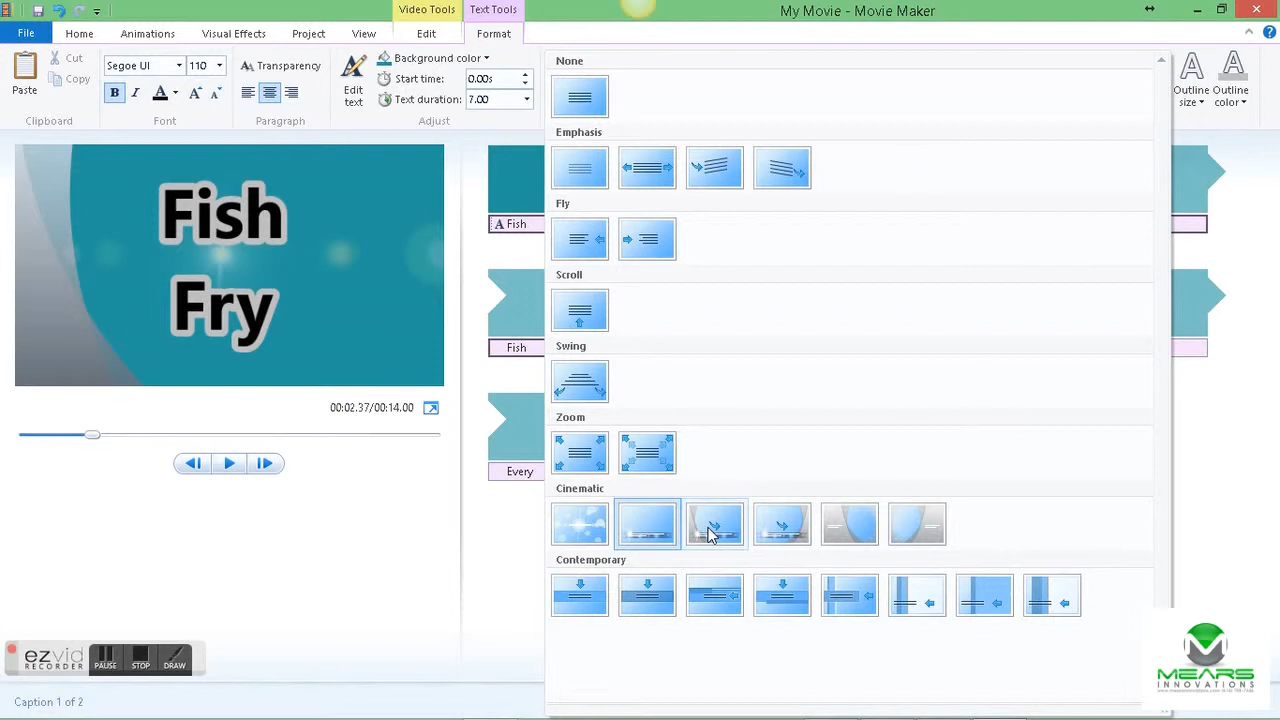 Video Tools
Text Tools
My Movie - Movie Maker
File
Home
Animations
Visual Effects
Project
View
Edit
Format
Paste
Cut
Copy
Clipboard
Segoe UI
110
B I A A A
Font
Transparency
Paragraph
Edit
text
Background color
Start time:
0.00s
Text duration:
7.00
Adjust
Outline
size
Outline
color
None
Emphasis
Fly
Scroll
Swing
Zoom
Cinematic
Contemporary
Fish
Fry
00:02.37/00:14.00
A Fish
Fish
Every
ezvid
RECORDER
PAUSE
STOP
DRAW
Caption 1 of 2
MEARS
INNOVATIONS